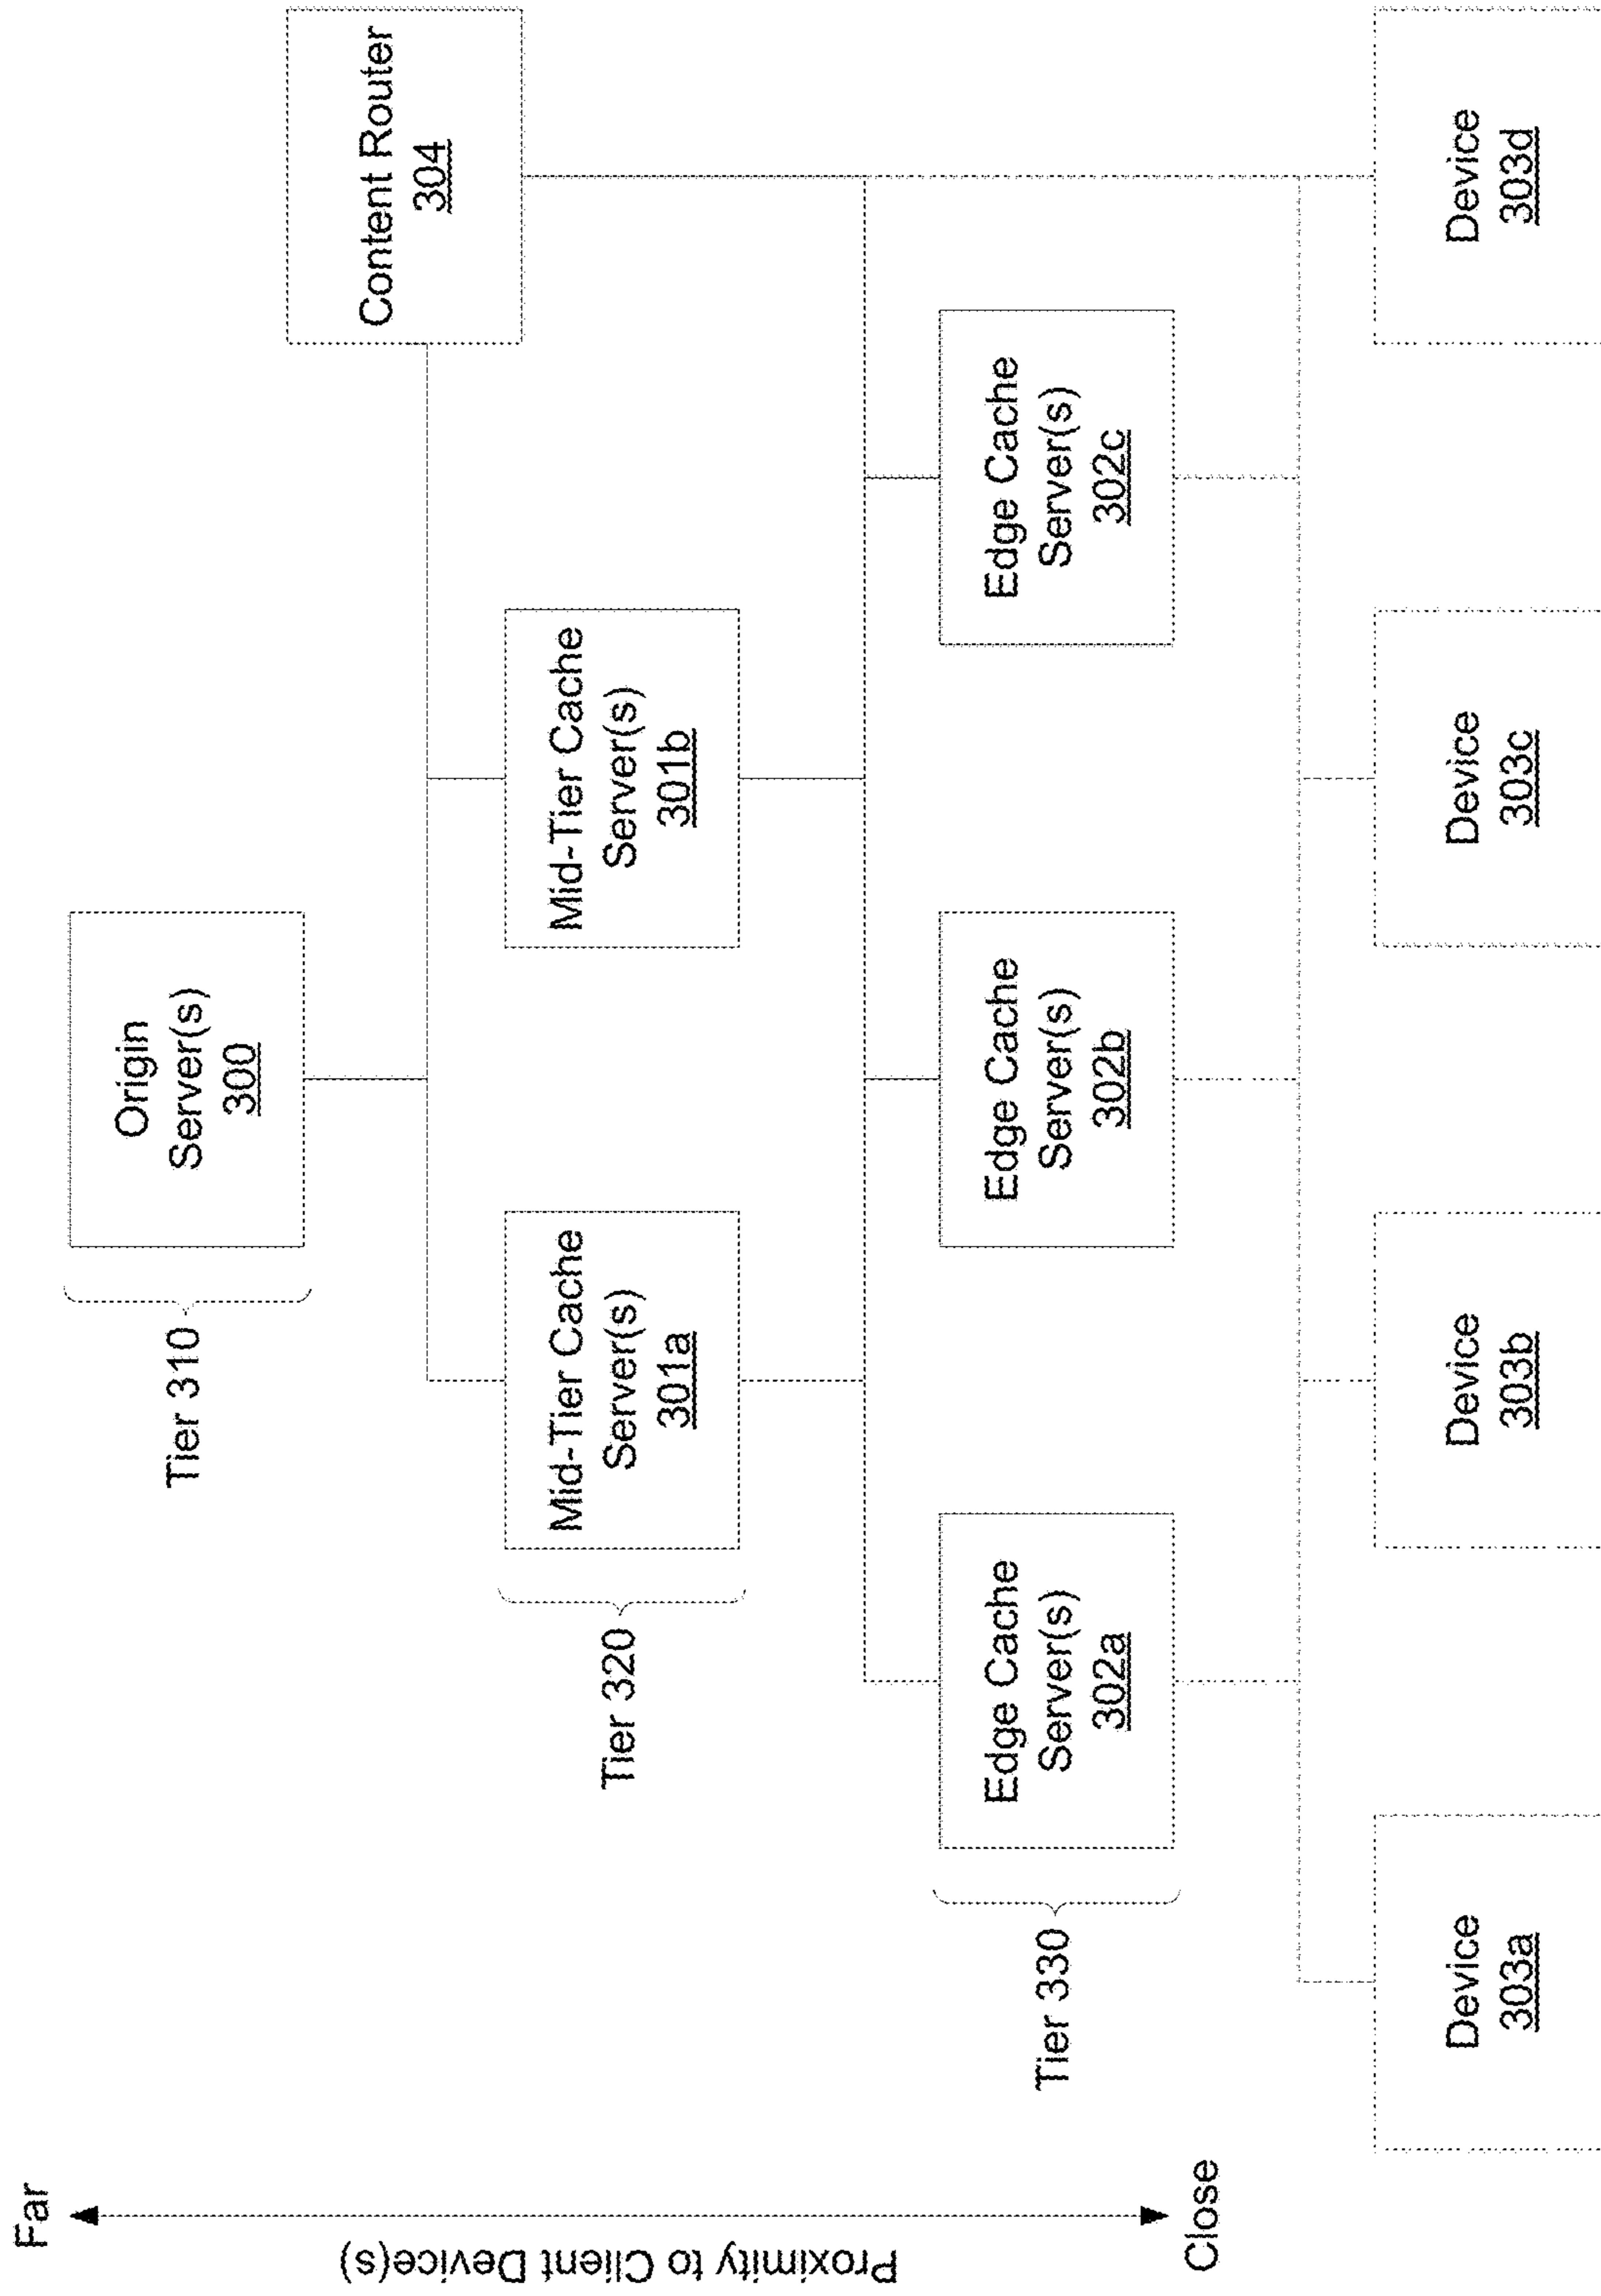 Far
Proximity to Client Device(s)
Close
Tier 310
Origin
Server(s)
300
Content Router
304
Tier 320
Mid-Tier Cache
Server(s)
301a
Mid-Tier Cache
Server(s)
301b
Tier 330
Edge Cache
Server(s)
302a
Edge Cache
Server(s)
302b
Edge Cache
Server(s)
302c
Device
303a
Device
303b
Device
303c
Device
303d